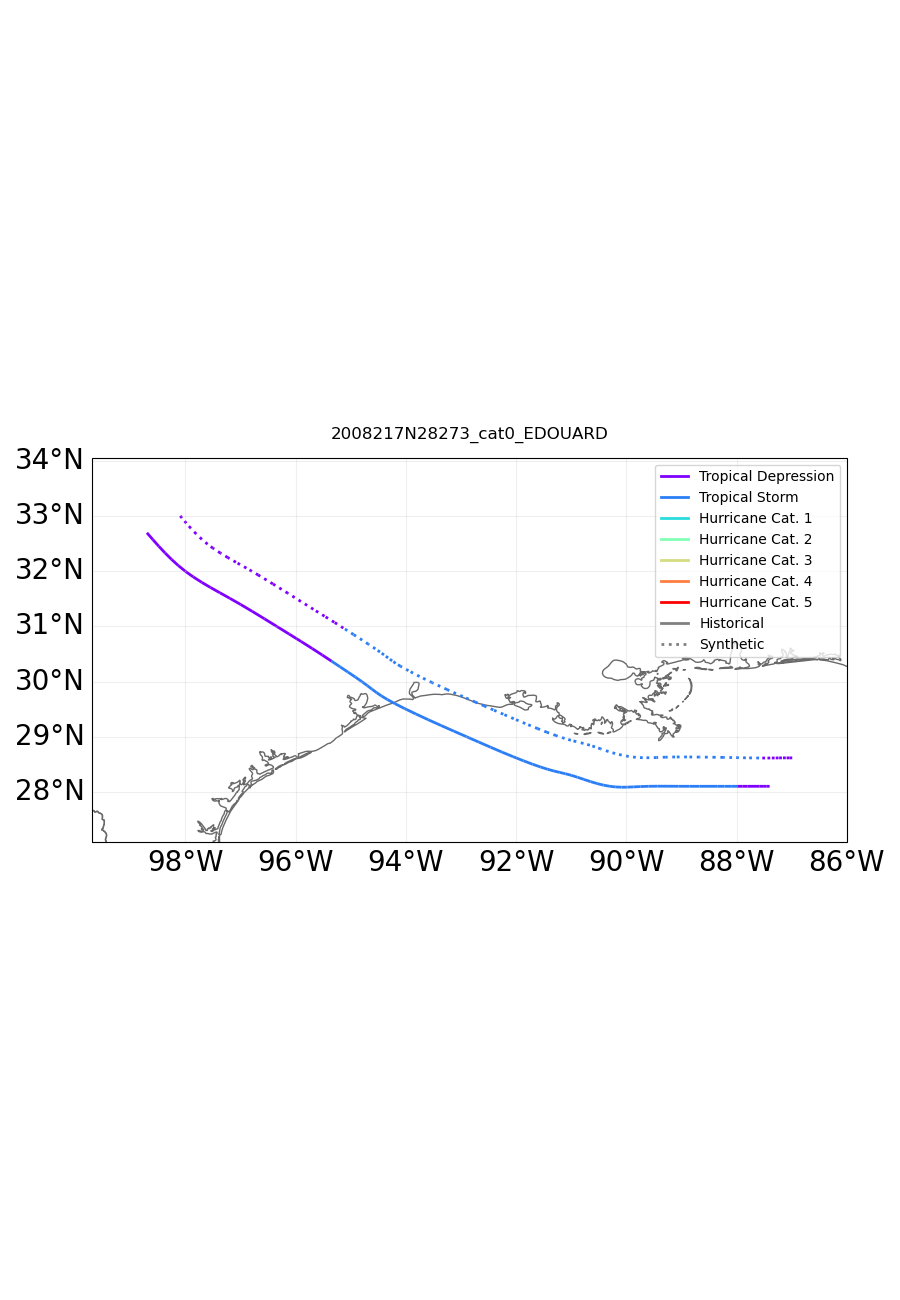 2008217N28273_cat0_EDOUARD
34°N
33°N
32°N
31°N
30°N
29°N
28°N
Tropical Depression
Tropical Storm
Hurricane Cat. 1
Hurricane Cat. 2
Hurricane Cat. 3
Hurricane Cat. 4
Hurricane Cat. 5
Historical
Synthetic
98°W 96°W 94°W 92°W 90°W 88°W 86°W